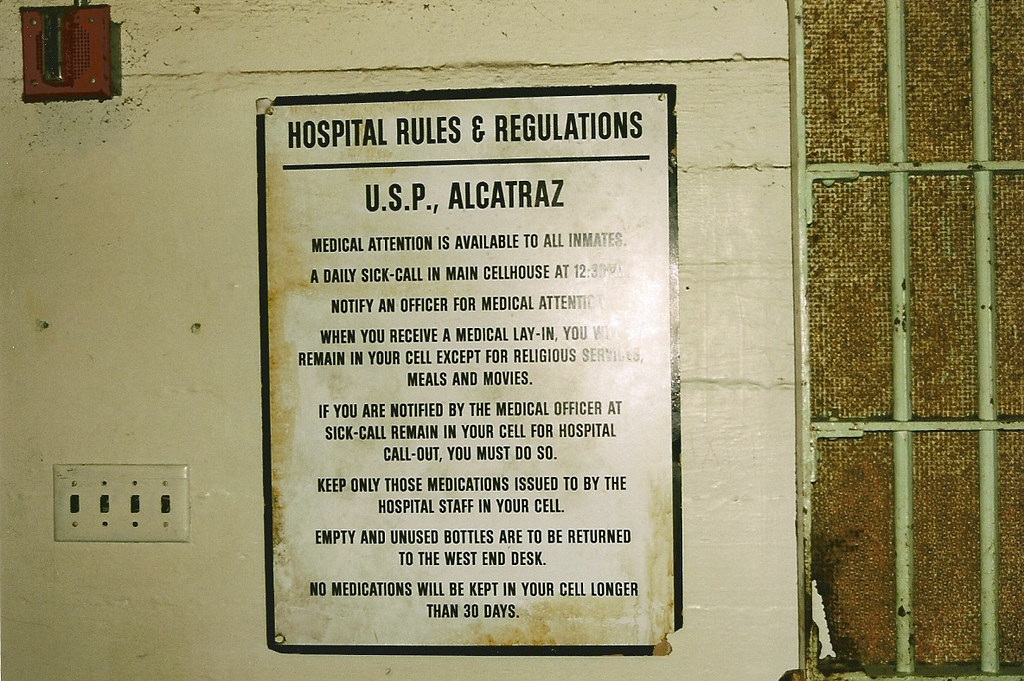 HOSPITAL RULES & REGULATIONS
U.S.P., ALCATRAZ
MEDICAL ATTENTION IS AVAILABLE TO ALL INMATES.
A DAILY SICK-CALL IN MAIN CELLHOUSE AT
NOTIFY AN OFFICER FOR MEDICAL ATTENTION
WHEN YOU RECEIVE A MEDICAL LAY-IN, YOU WILL
REMAIN IN YOUR CELL EXCEPT FOR RELIGIOUS SERVICES,
MEALS AND MOVIES.
IF YOU ARE NOTIFIED BY THE MEDICAL OFFICER AT
SICK-CALL REMAIN IN YOUR CELL FOR HOSPITAL
CALL-OUT, YOU MUST DO SO.
KEEP ONLY THOSE MEDICATIONS ISSUED TO BY THE
HOSPITAL STAFF IN YOUR CELL.
EMPTY AND UNUSED BOTTLES ARE TO BE RETURNED
TO THE WEST END DESK.
NO MEDICATIONS WILL BE KEPT IN YOUR CELL LONGER
THAN 30 DAYS.